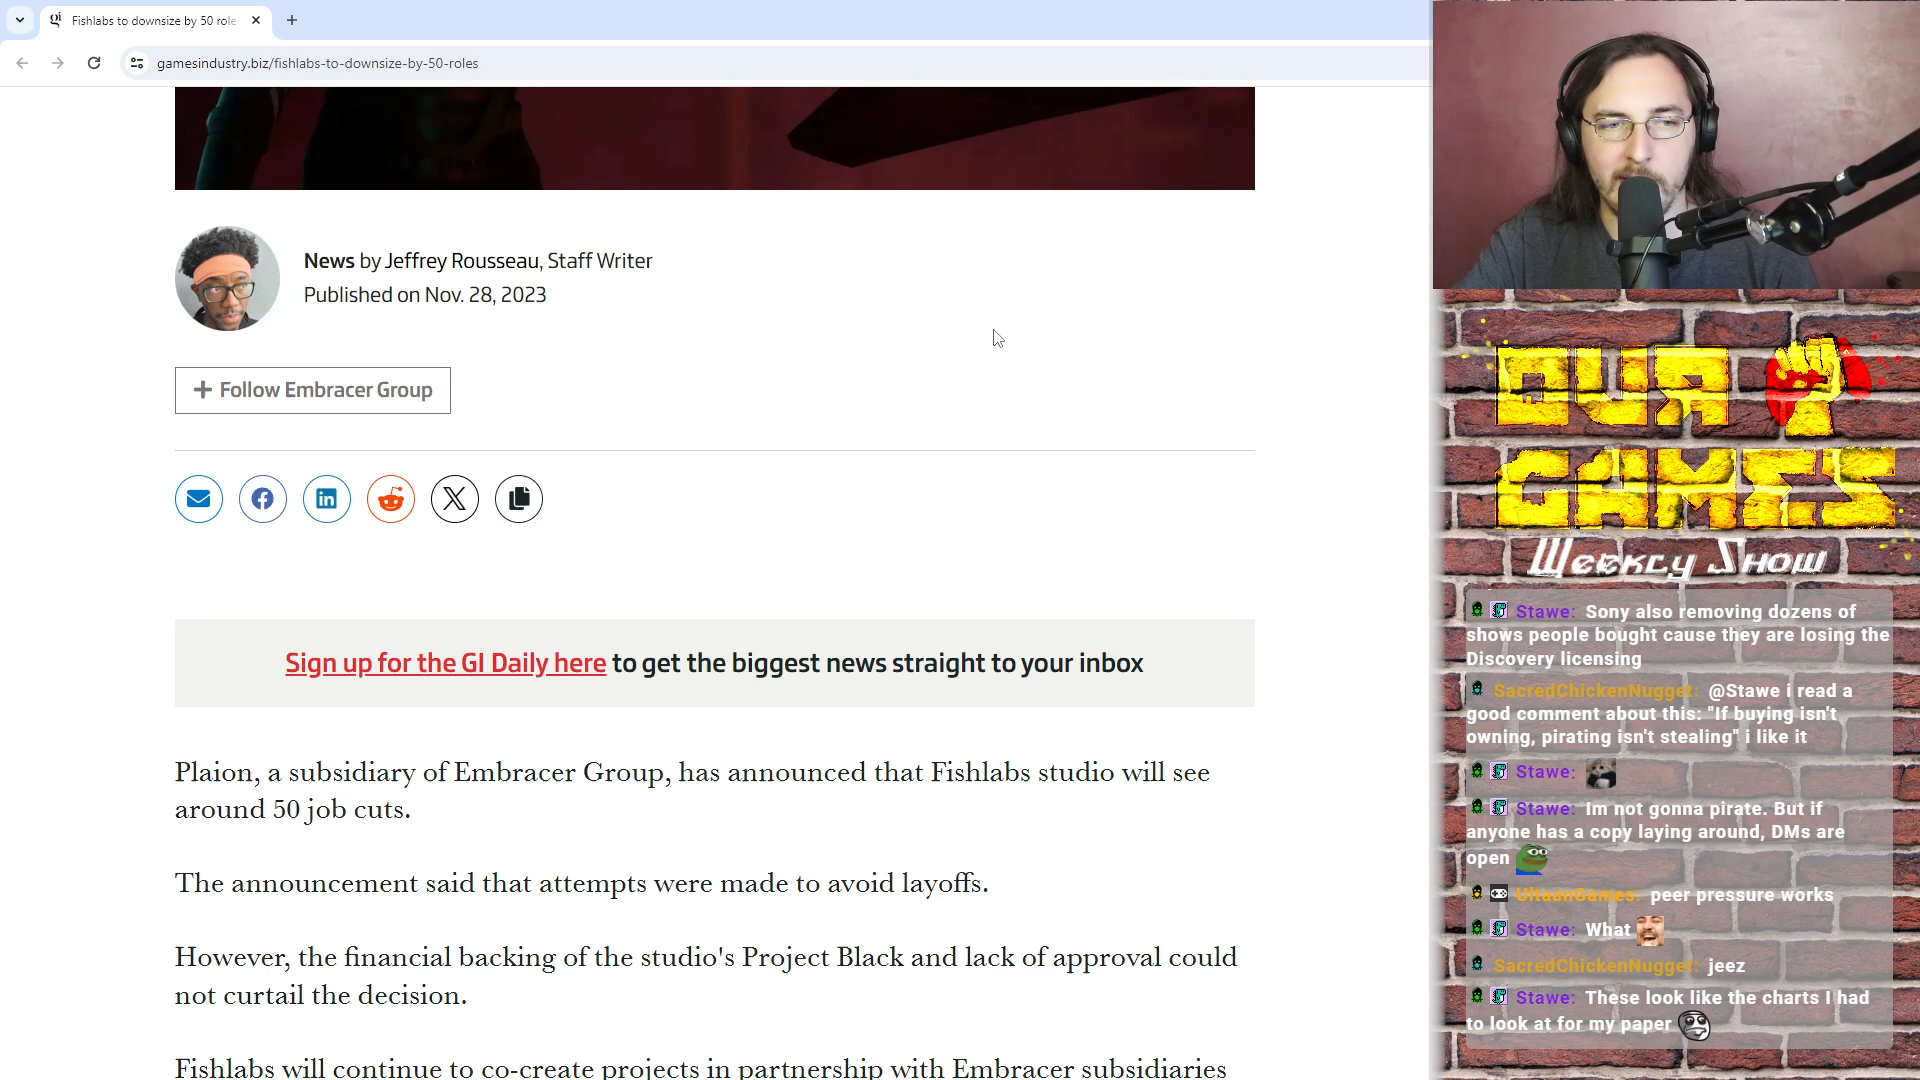 Fishlabs to downsize by 50 role
gamesindustry.biz/fishlabs-to-downsize-by-50-roles
News by Jeffrey Rousseau, Staff Writer
Published on Nov. 28, 2023
Follow Embracer Group
Sign up for the GI Daily here to get the biggest news straight to your inbox
Plaion, a subsidiary of Embracer Group, has announced that Fishlabs studio will see
around 50 job cuts.
The announcement said that attempts were made to avoid layoffs.
However, the financial backing of the studio's Project Black and lack of approval could
not curtail the decision.
Fishlabs will continue to co-create projects in partnership with Embracer subsidiaries
OUR
GAMES
Weekly Show
Stawe: Sony also removing dozens of
shows people bought cause they are losing the
Discovery licensing
SacredChickenNugget: @Stawe i read a
good comment about this: "If buying isn't
owning, pirating isn't stealing" i like it
Stawe:
Stawe: Im not gonna pirate. But if
anyone has a copy laying around, DMs are
open
UltaanGames: peer pressure works
Stawe: What
SacredChickenNugget: jeez
Stawe: These look like the charts I had
to look at for my paper